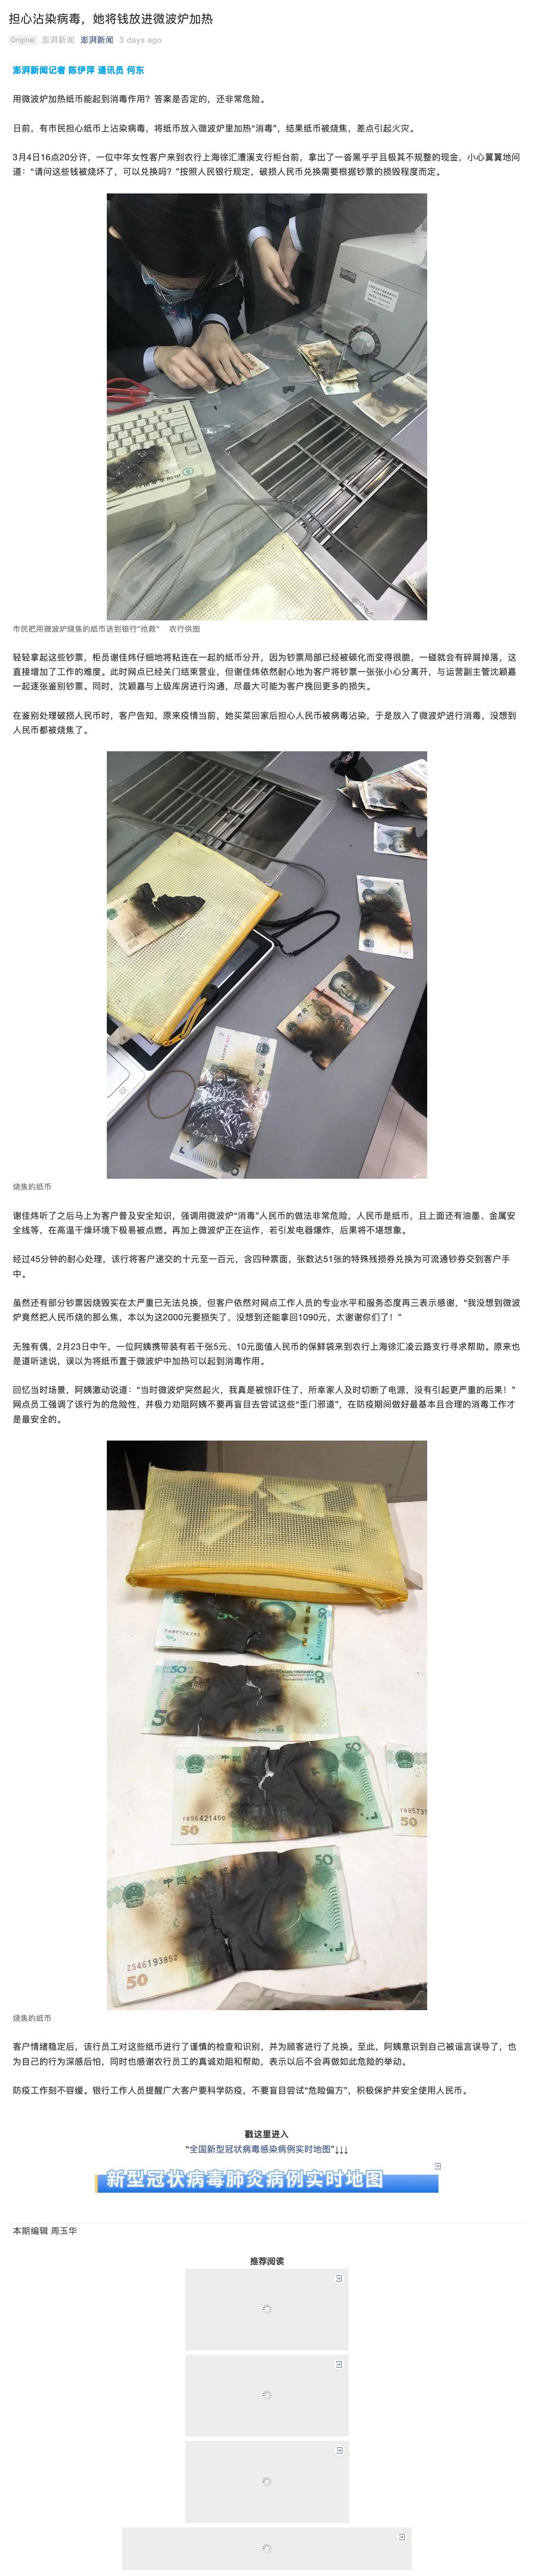 担心沾染病毒，她将钱放进微波炉加热
Original 澎湃新闻 澎湃新闻 3 days ago
澎湃新闻记者 陈伊萍 通讯员 何东
用微波炉加热纸币能起到消毒作用？答案是否定的，还非常危险。
日前，有市民担心纸币上沾染病毒，将纸币放入微波炉里加热“消毒”，结果纸币被烧焦，差点引起火灾。
3月4日16点20分许，一位中年女性客户来到农行上海徐汇漕溪支行柜台前，拿出了一沓黑乎乎且极其不规整的现金，小心翼翼地问
道：“请问这些钱被烧坏了，可以兑换吗？”按照人民银行规定，破损人民币兑换需要根据钞票的损毁程度而定。
市民把用微波炉烧焦的纸币送到银行“抢救” 农行供图
轻轻拿起这些钞票，柜员谢佳炜仔细地将粘连在一起的纸币分开，因为钞票局部已经被碳化而变得很脆，一碰就会有碎屑掉落，这
直接增加了工作的难度。此时网点已经关门结束营业，但谢佳炜依然耐心地为客户将钞票一张张小心分离开，与运营副主管沈颖嘉
一起逐张鉴别钞票。同时，沈颖嘉与上级库房进行沟通，尽最大可能为客户挽回更多的损失。
在鉴别处理破损人民币时，客户告知，原来疫情当前，她买菜回家后担心人民币被病毒沾染，于是放入了微波炉进行消毒，没想到
人民币都被烧焦了。
50
烧焦的纸币
谢佳炜听了之后马上为客户普及安全知识，强调用微波炉“消毒”人民币的做法非常危险，人民币是纸币，且上面还有油墨、金属安
全线等，在高温干燥环境下极易被点燃。再加上微波炉正在运作，若引发电器爆炸，后果将不堪想象。
经过45分钟的耐心处理，该行将客户递交的十元至一百元，含四种票面，张数达51张的特殊残损券兑换为可流通钞券交到客户手
中。
虽然还有部分钞票因烧毁实在太严重已无法兑换，但客户依然对网点工作人员的专业水平和服务态度再三表示感谢，“我没想到微波
炉竟然把人民币烧的那么焦，本以为这2000元要损失了，没想到还能拿回1090元，太谢谢你们了！”
无独有偶，2月23日中午，一位阿姨携带装有若干张5元、10元面值人民币的保鲜袋来到农行上海徐汇凌云路支行寻求帮助。原来也
是道听途说，误以为将纸币置于微波炉中加热可以起到消毒作用。
回忆当时场景，阿姨激动说道：“当时微波炉突然起火，我真是被惊吓住了，所幸家人及时切断了电源，没有引起更严重的后果！”
网点员工强调了该行为的危险性，并极力劝阻阿姨不要再盲目去尝试这些“歪门邪道”，在防疫期间做好最基本且合理的消毒工作才
是最安全的。
50
50
50
50
中国
YW96421450
50
50
中国
50
ZS46193852
50
烧焦的纸币
客户情绪稳定后，该行员工对这些纸币进行了谨慎的检查和识别，并为顾客进行了兑换。至此，阿姨意识到自己被谣言误导了，也
为自己的行为深感后怕，同时也感谢农行员工的真诚劝阻和帮助，表示以后不会再做如此危险的举动。
防疫工作刻不容缓。银行工作人员提醒广大客户要科学防疫，不要盲目尝试“危险偏方”，积极保护并安全使用人民币。
戳这里进入
“全国新型冠状病毒感染病例实时地图”↓↓↓
新型冠状病毒肺炎病例实时地图
本期编辑 周玉华
推荐阅读